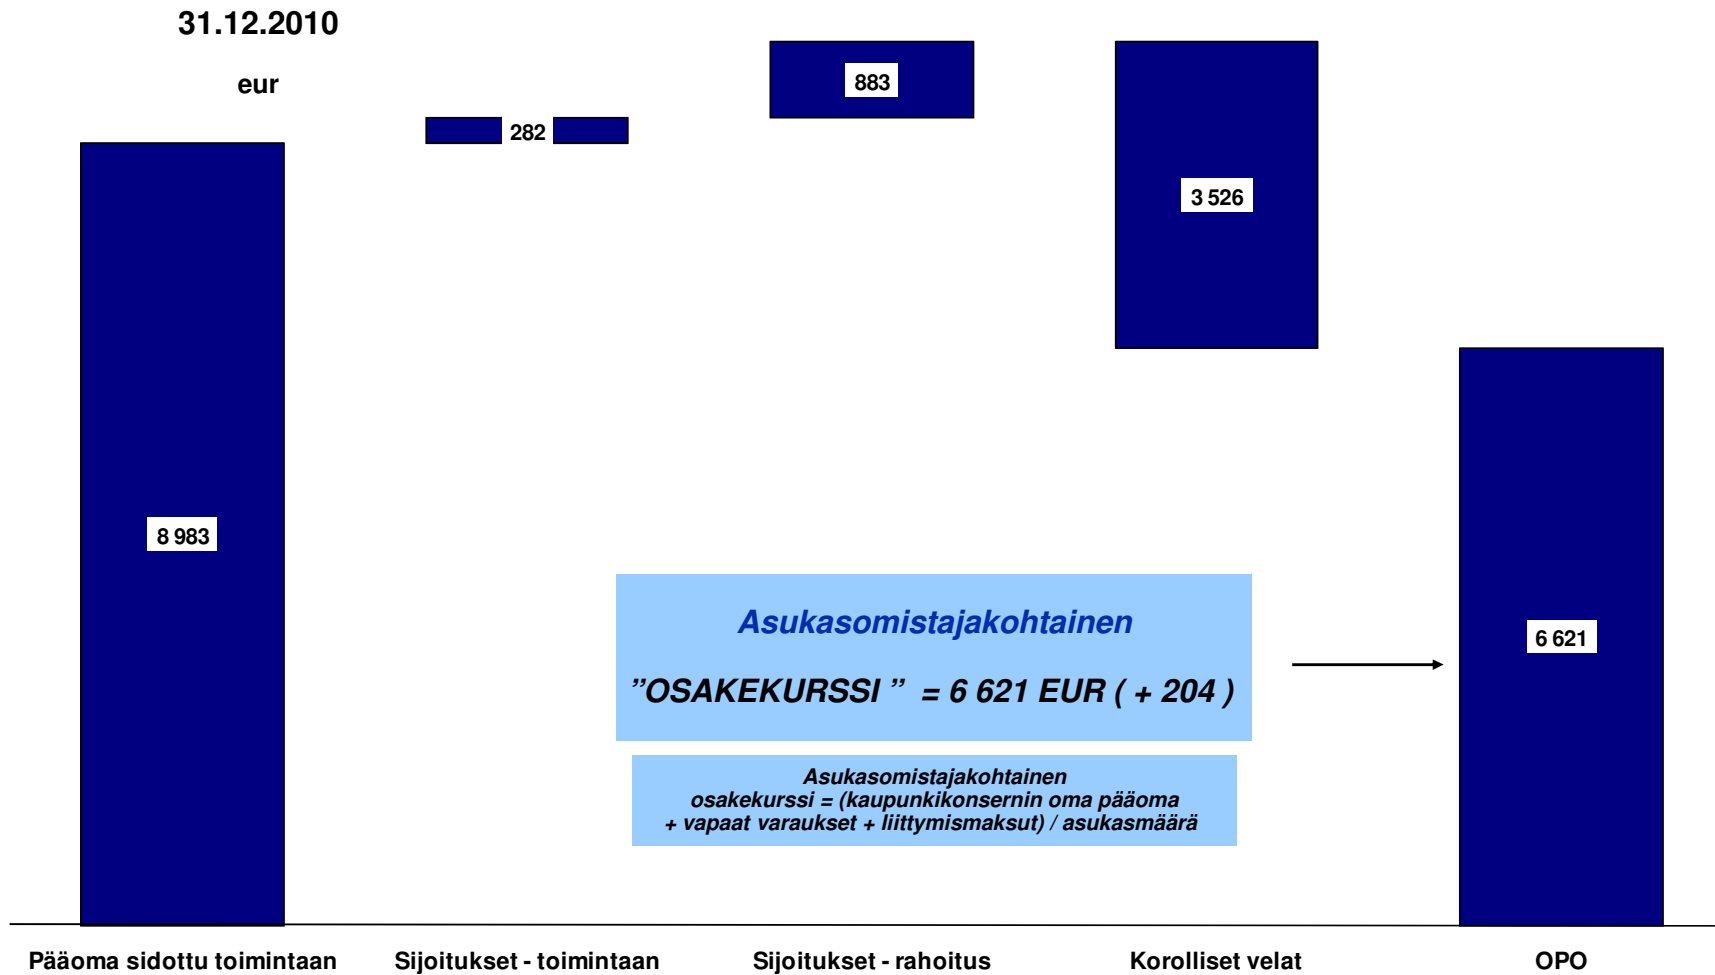 31.12.2010
eur
883
282
3 526
8 983
Asukasomistajakohtainen
”OSAKEKURSSI ” = 6 621 EUR ( + 204 )
6 621
Asukasomistajakohtainen
osakekurssi = (kaupunkikonsernin oma pääoma
+ vapaat varaukset + liittymismaksut) / asukasmäärä
Pääoma sidottu toimintaan
Sijoitukset - toimintaan
Sijoitukset - rahoitus
Korolliset velat
OPO